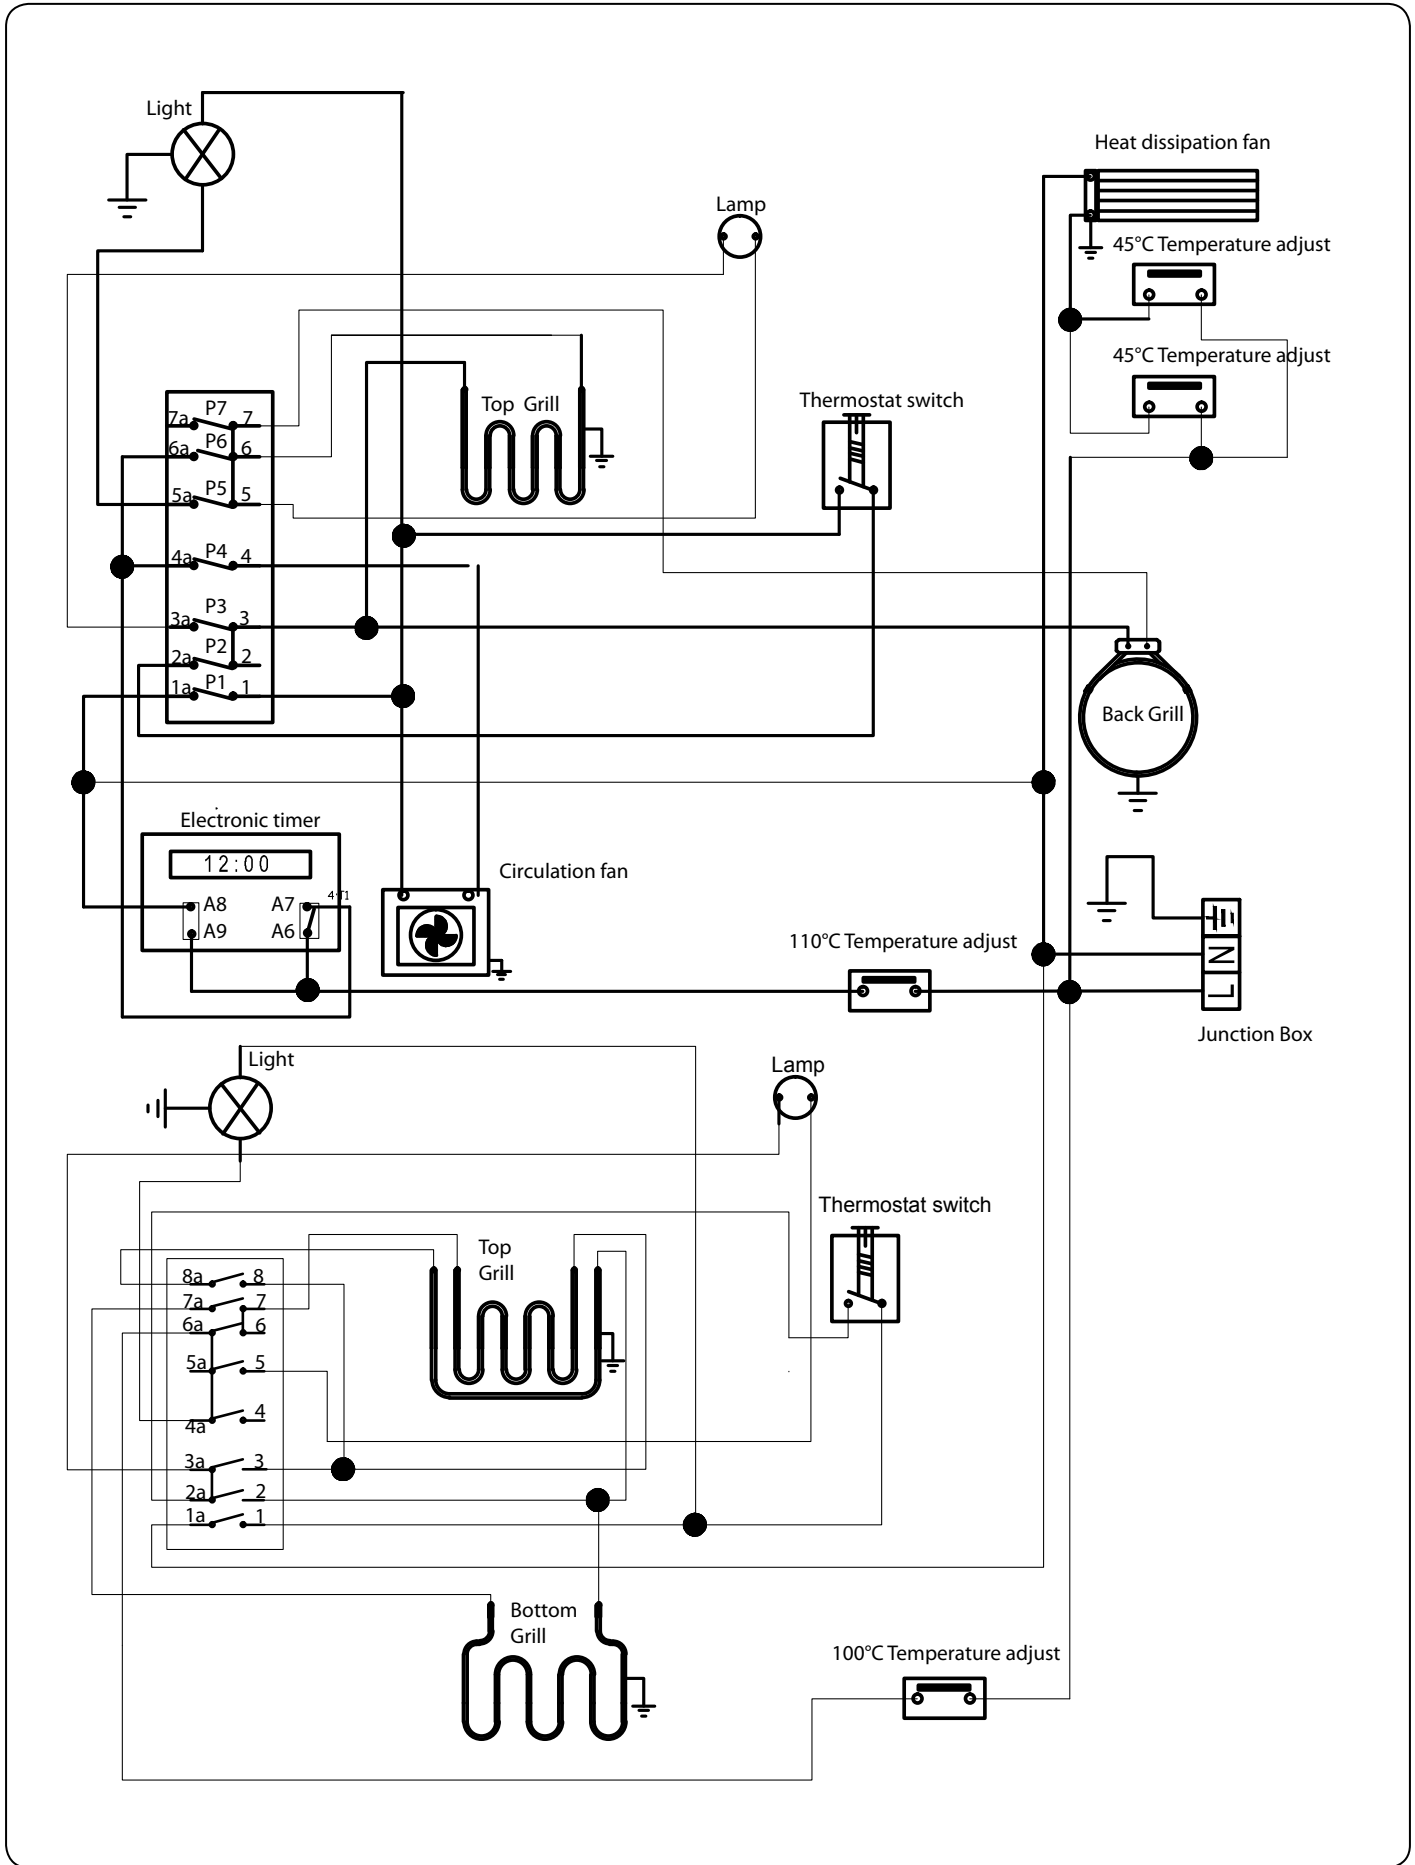 Light
Heat dissipation fan
Lamp
45°C Temperature adjust
45°C Temperature adjust
Top Grill
Thermostat switch
7a P7 7
6a P6 6
5a P5 5
4a P4 4
3a P3 3
2a P2 2
1a P1 1
Back Grill
Electronic timer
12:00
A8 A7
A9 A6
Circulation fan
110°C Temperature adjust
N
L
Junction Box
Light
Lamp
Thermostat switch
Top
Grill
8a 8
7a 7
6a 6
5a 5
4a 4
3a 3
2a 2
1a 1
Bottom
Grill
100°C Temperature adjust